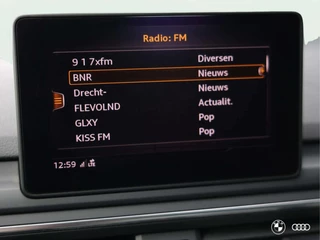 Radio: FM
9 1 7xfm Diversen
BNR Nieuws
Drecht- Nieuws
FLEVOLND Actualit.
GLXY Pop
KISS FM Pop
12:59